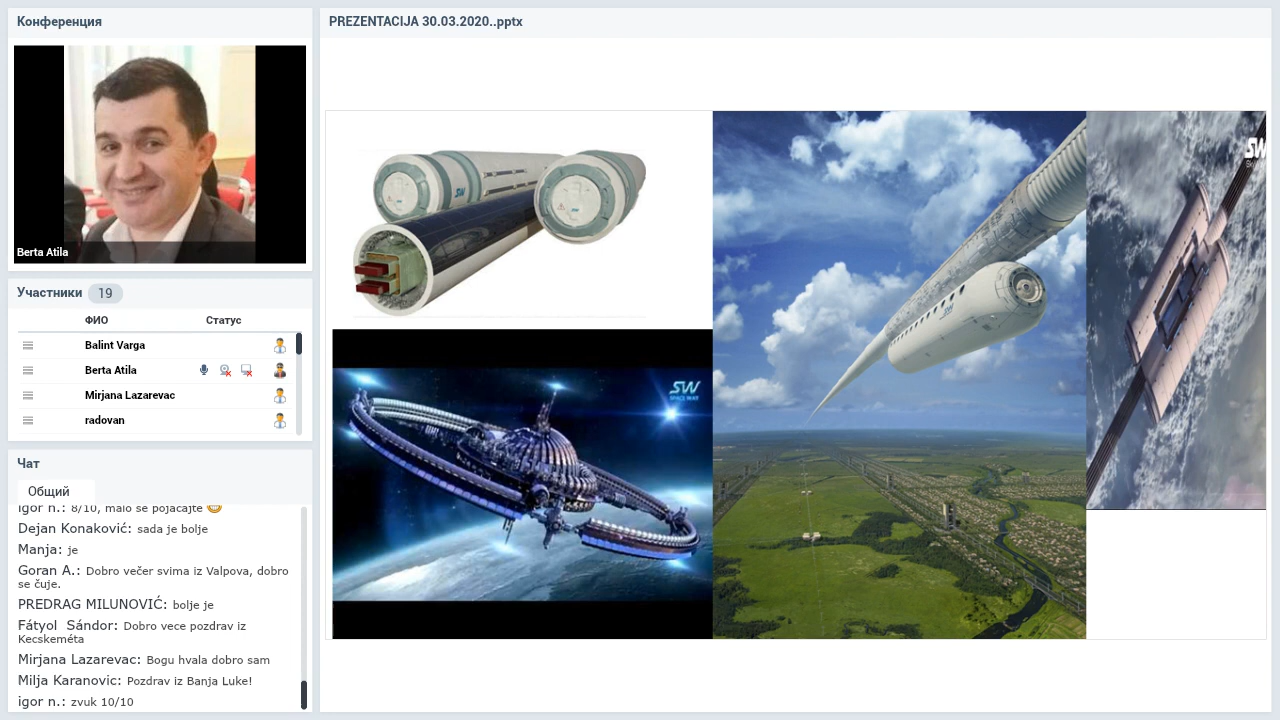 Конференция
Berta Atila
Участники 19
ФИО Статус
Balint Varga
Berta Atila
Mirjana Lazarevac
radovan
Чат
Общий
igor n.: 8/10, malo se pojacajte
Dejan Konaković: sada je bolje
Manja: je
Goran A.: Dobro večer svima iz Valpova, dobro
se čuje.
PREDRAG MILUNOVIĆ: bolje je
Fátyol Sándor: Dobro vece pozdrav iz
Kecskeméta
Mirjana Lazarevac: Bogu hvala dobro sam
Milja Karanovic: Pozdrav iz Banja Luke!
igor n.: zvuk 10/10
PREZENTACIJA 30.03.2020..pptx
SW
SW
SW
SPACE WAY
SW